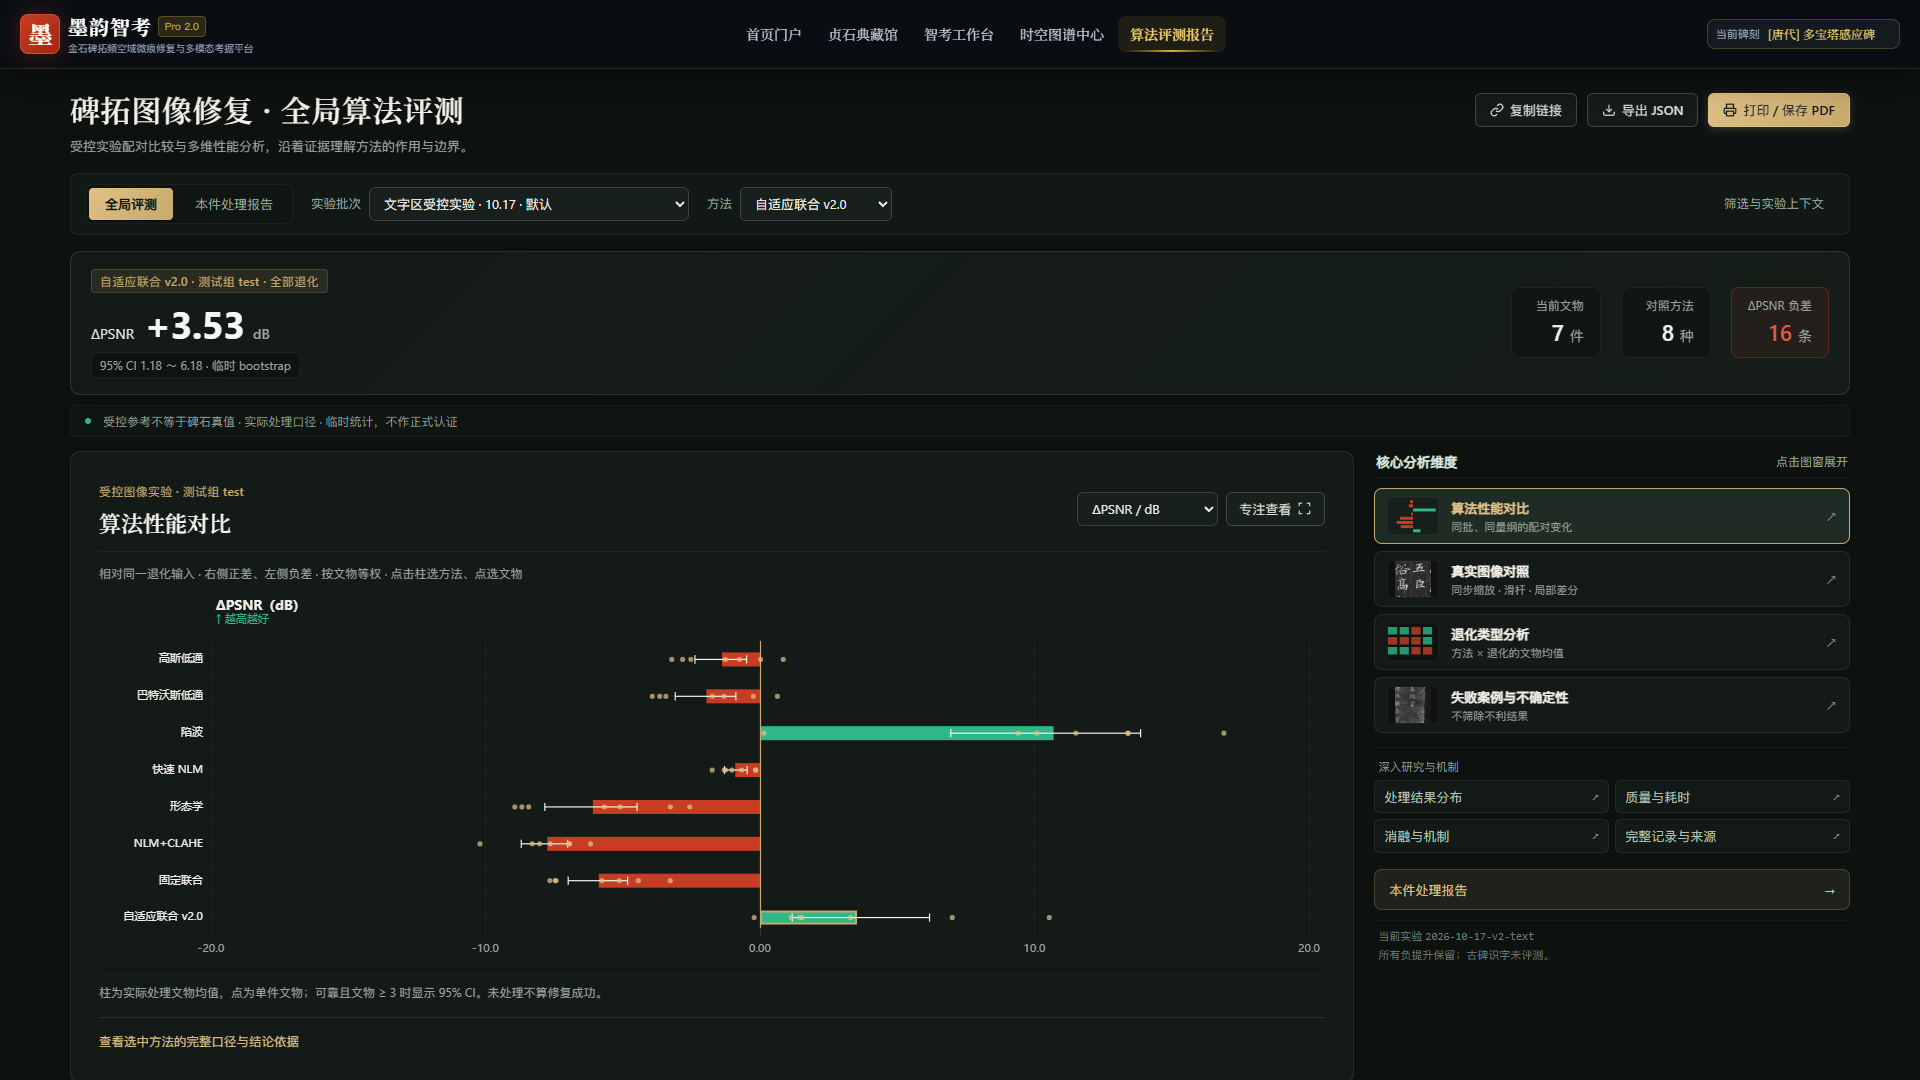 墨
墨韵智考 Pro 2.0
金石碑拓频空域微痕修复与多模态考据平台
首页门户
贞石典藏馆
智考工作台
时空图谱中心
算法评测报告
当前碑刻 [唐代] 多宝塔感应碑
碑拓图像修复 · 全局算法评测
受控实验配对比较与多维性能分析，沿着证据理解方法的作用与边界。
复制链接
导出 JSON
打印 / 保存 PDF
全局评测
本件处理报告
实验批次
文字区受控实验 · 10.17 · 默认
方法
自适应联合 v2.0
筛选与实验上下文
自适应联合 v2.0 · 测试组 test · 全部退化
ΔPSNR +3.53 dB
95% CI 1.18 ～ 6.18 · 临时 bootstrap
当前文物
7 件
对照方法
8 种
ΔPSNR 负差
16 条
受控参考不等于碑石真值 · 实际处理口径 · 临时统计，不作正式认证
受控图像实验 · 测试组 test
算法性能对比
ΔPSNR / dB
专注查看
相对同一退化输入 · 右侧正差、左侧负差 · 按文物等权 · 点击柱选方法、点选文物
ΔPSNR (dB)
↑ 越高越好
高斯低通
巴特沃斯低通
陷波
快速 NLM
形态学
NLM+CLAHE
固定联合
自适应联合 v2.0
-20.0
-10.0
0.00
10.0
20.0
柱为实际处理文物均值，点为单件文物；可靠且文物 ≥ 3 时显示 95% CI。未处理不算修复成功。
查看选中方法的完整口径与结论依据
核心分析维度
点击图窗展开
算法性能对比
同批、同量纲的配对变化
↗
真实图像对照
同步缩放 · 滑杆 · 局部差分
↗
退化类型分析
方法 × 退化的文物均值
↗
失败案例与不确定性
不筛除不利结果
↗
深入研究与机制
处理结果分布 ↗
质量与耗时 ↗
消融与机制 ↗
完整记录与来源 ↗
本件处理报告 →
当前实验 2026-10-17-v2-text
所有负提升保留；古碑识字未评测。